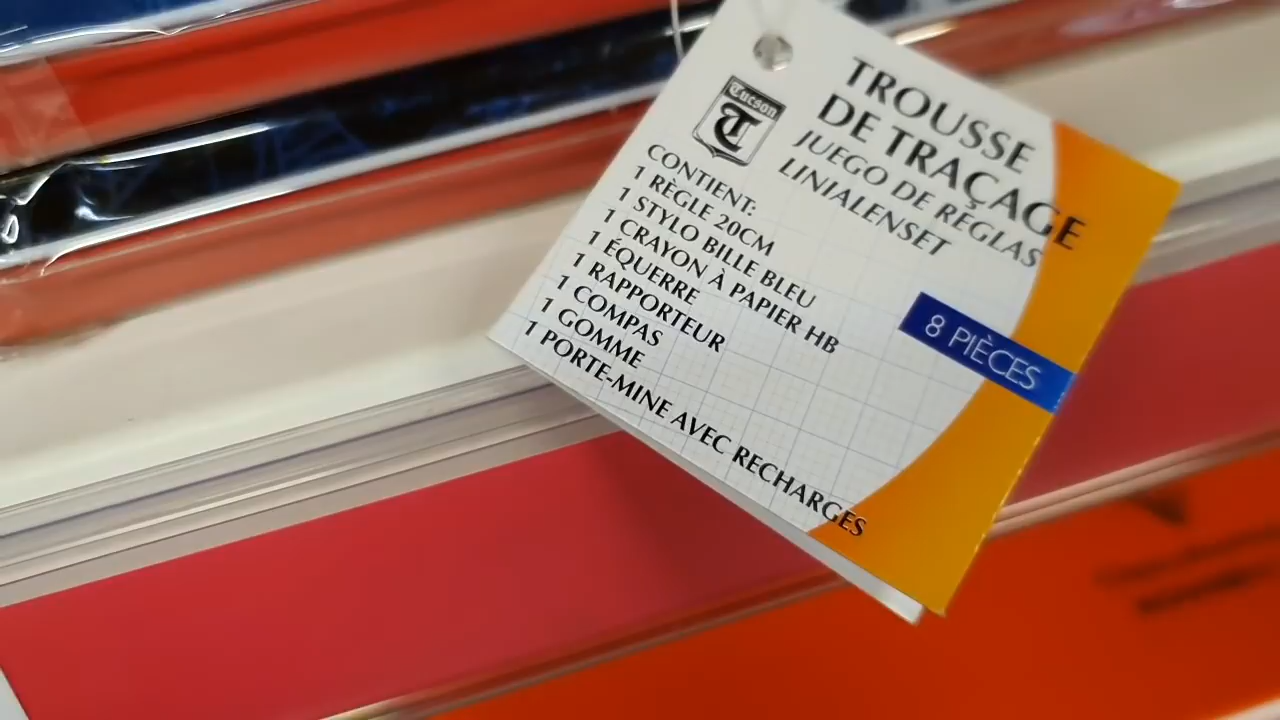 Tucson
T
TROUSSE
DE TRAÇAGE
JUEGO DE REGLAS
LINIALENSET
CONTIENT:
1 RÈGLE 20CM
1 STYLO BILLE BLEU
1 CRAYON À PAPIER HB
1 ÉQUERRE
1 RAPPORTEUR
1 COMPAS
1 GOMME
1 PORTE-MINE AVEC RECHARGES
8 PIÈCES